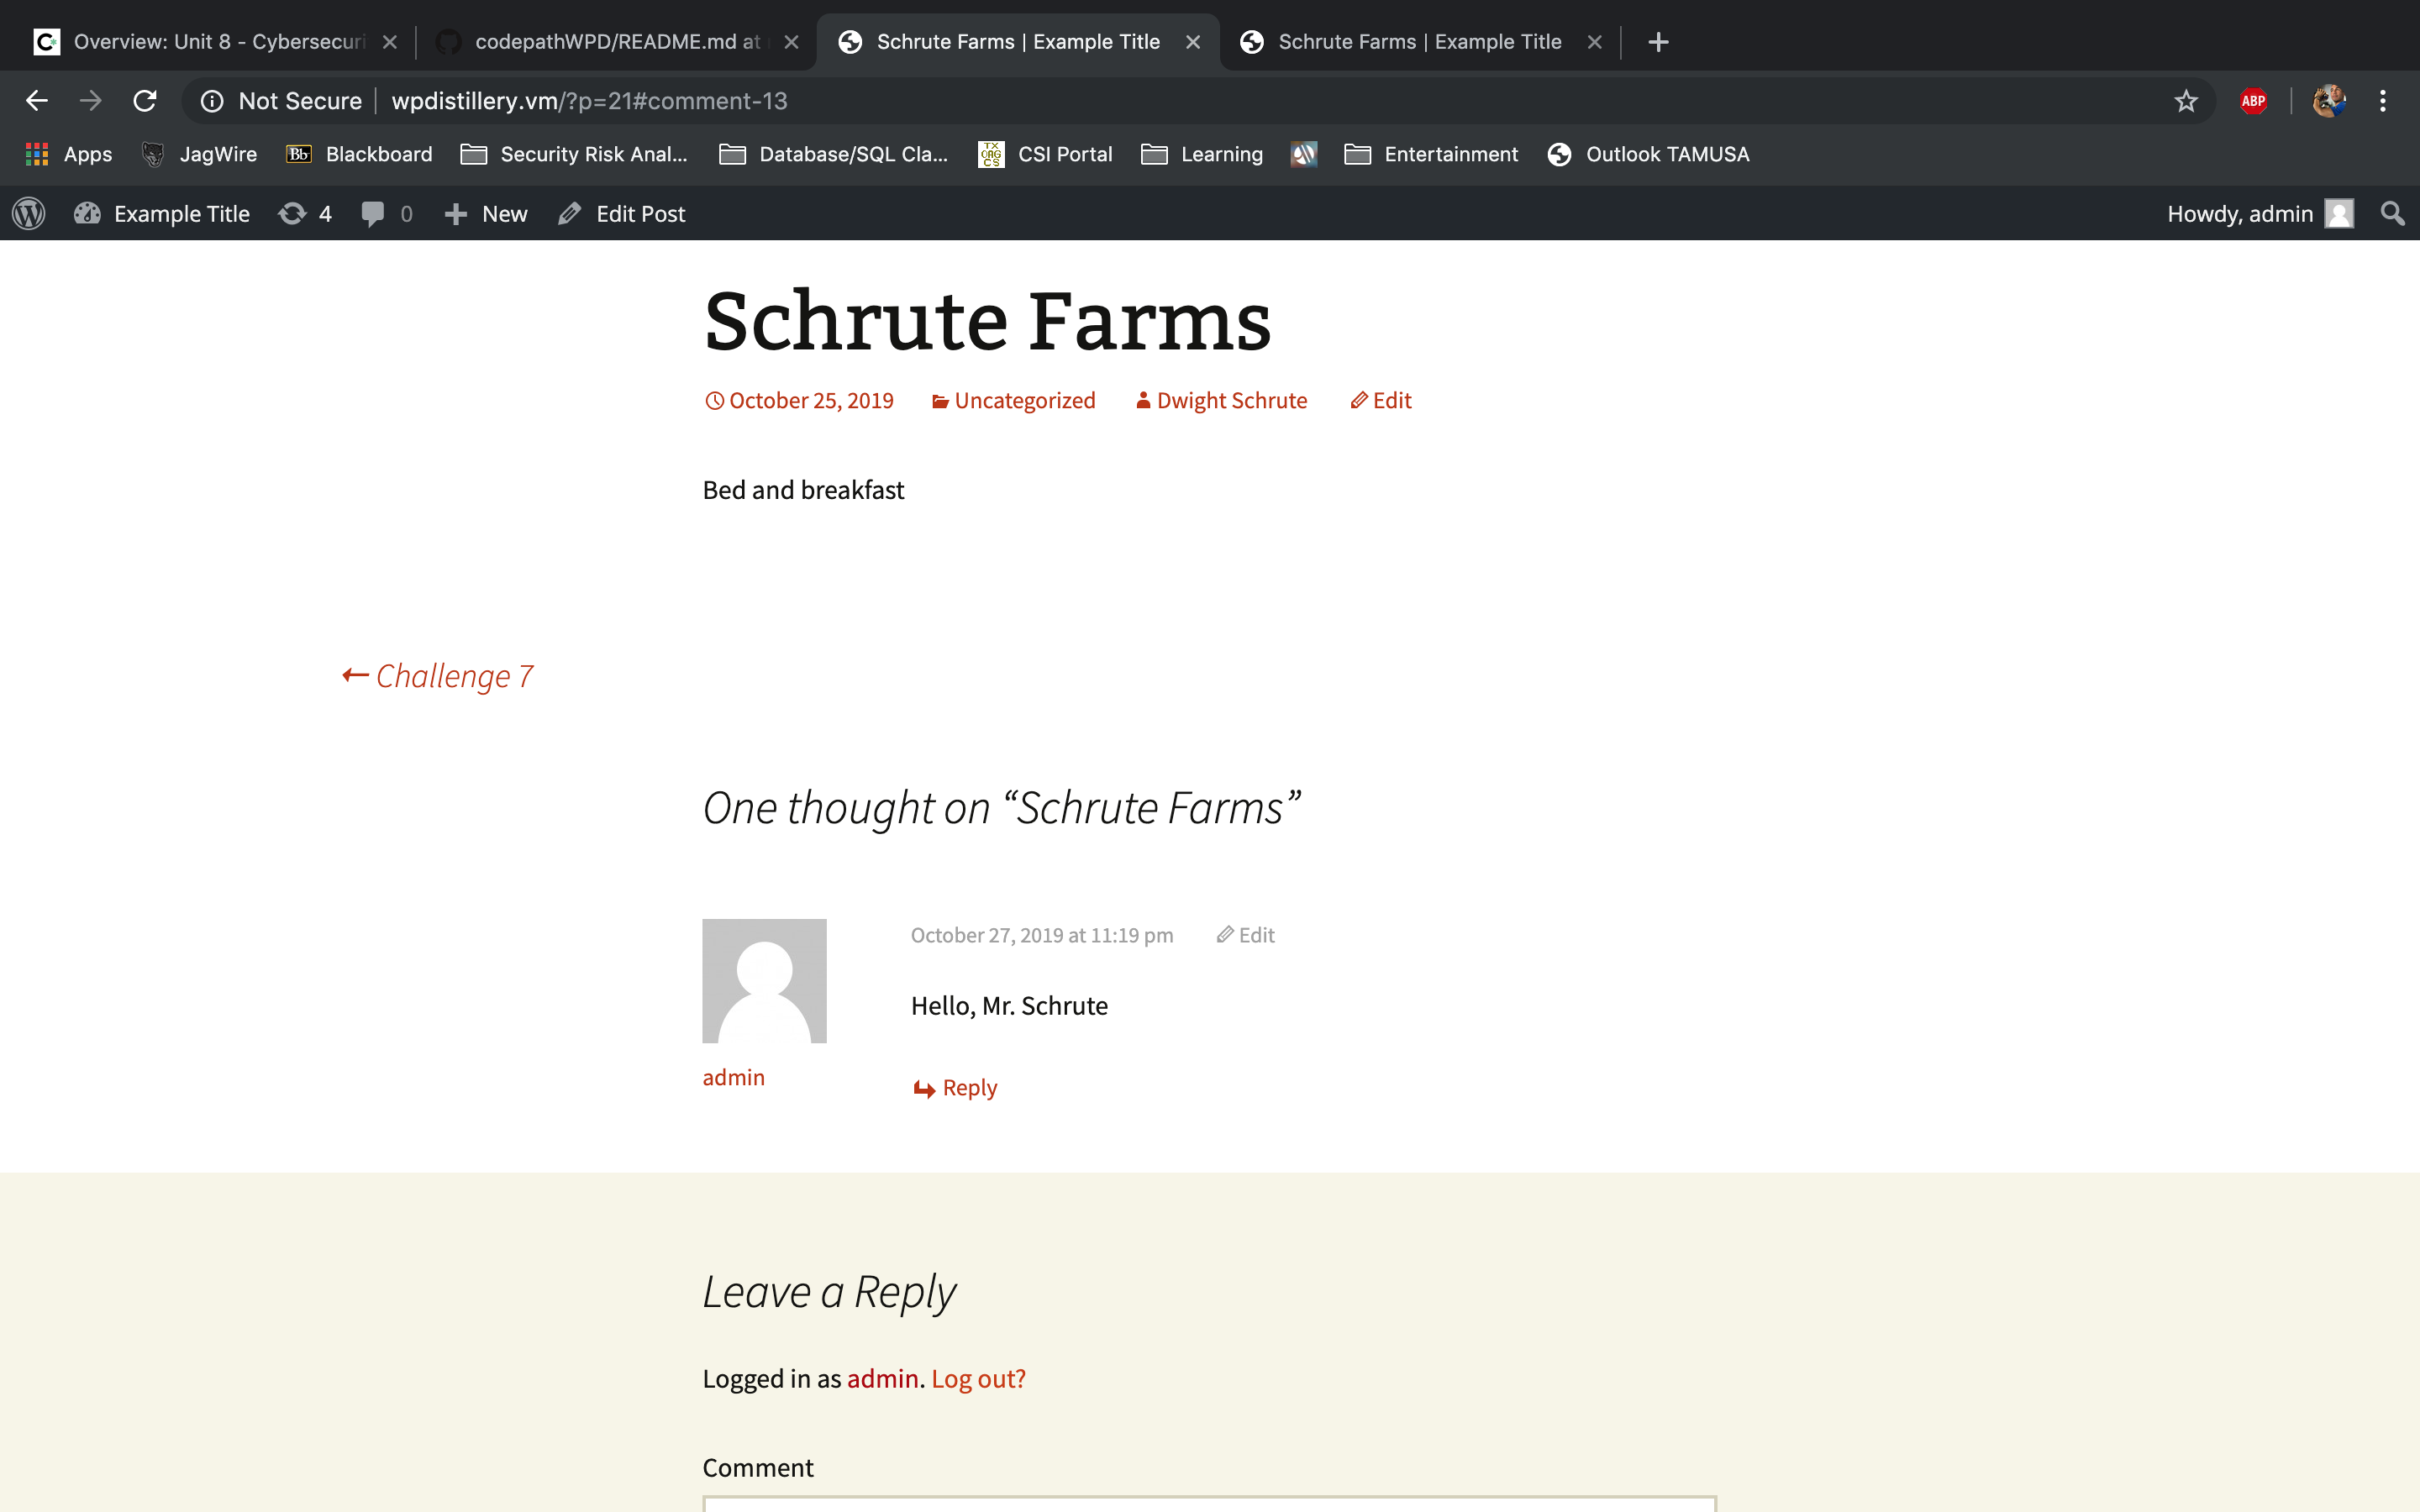 Overview: Unit 8 - Cybersecuri
codepathWPD/README.md at
Schrute Farms | Example Title
Schrute Farms | Example Title
Not Secure
wpdistillery.vm/?p=21#comment-13
ABP
Apps
JagWire
Bb
Blackboard
Security Risk Anal...
Database/SQL Cla...
CSI Portal
Learning
Entertainment
Outlook TAMUSA
Example Title
4
0
New
Edit Post
Howdy, admin
Schrute Farms
October 25, 2019
Uncategorized
Dwight Schrute
Edit
Bed and breakfast
← Challenge 7
One thought on “Schrute Farms”
October 27, 2019 at 11:19 pm
Edit
Hello, Mr. Schrute
admin
Reply
Leave a Reply
Logged in as admin. Log out?
Comment